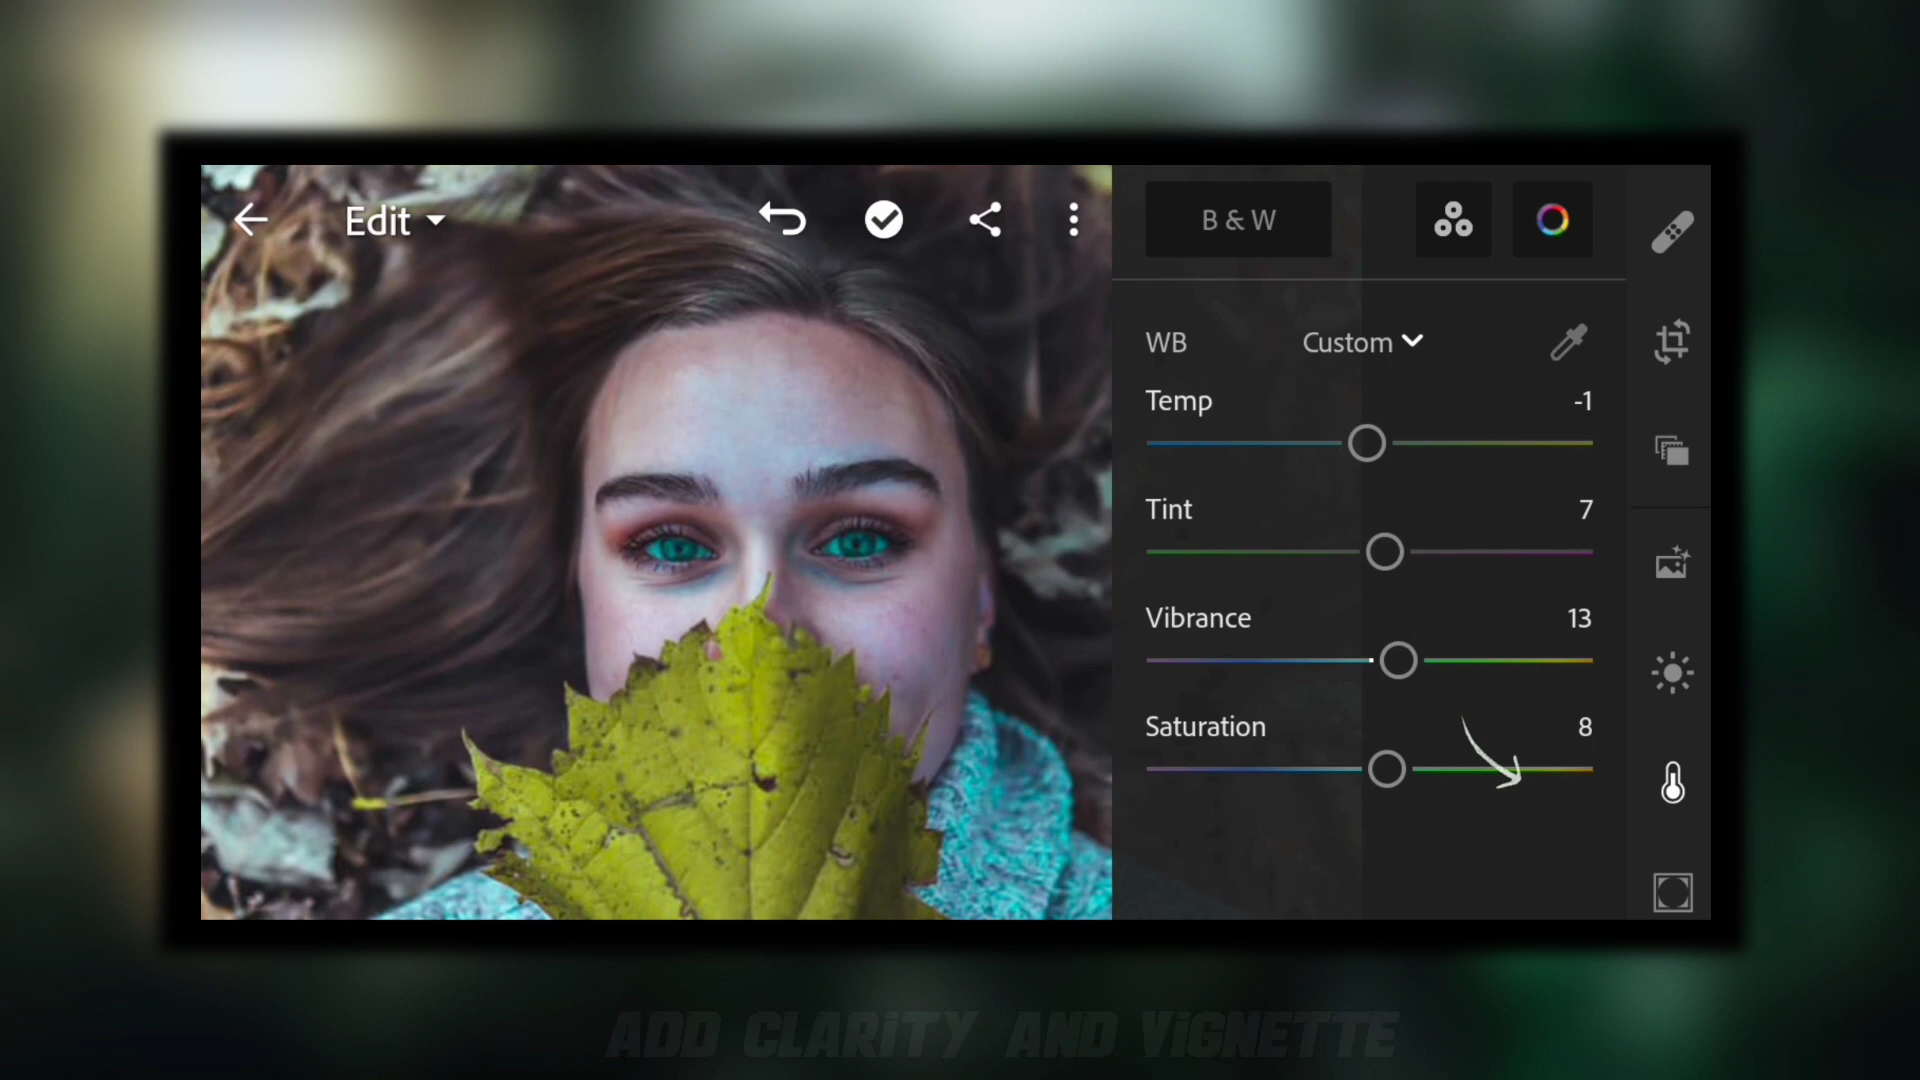 Edit
B & W
WB Custom
Temp -1
Tint 7
Vibrance 13
Saturation 8
ADD CLARiTY AND ViGNETTE